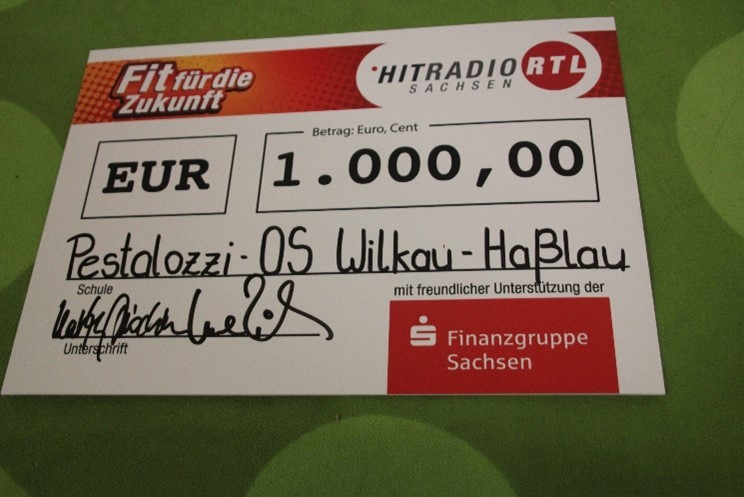 Fit für die
Zukunft
HITRADIO RTL
SACHSEN
Betrag: Euro, Cent
EUR
1.000,00
Pestalozzi-OS Wilkau-Haßlau
Schule
mit freundlicher Unterstützung der
Unterschrift
Finanzgruppe
Sachsen